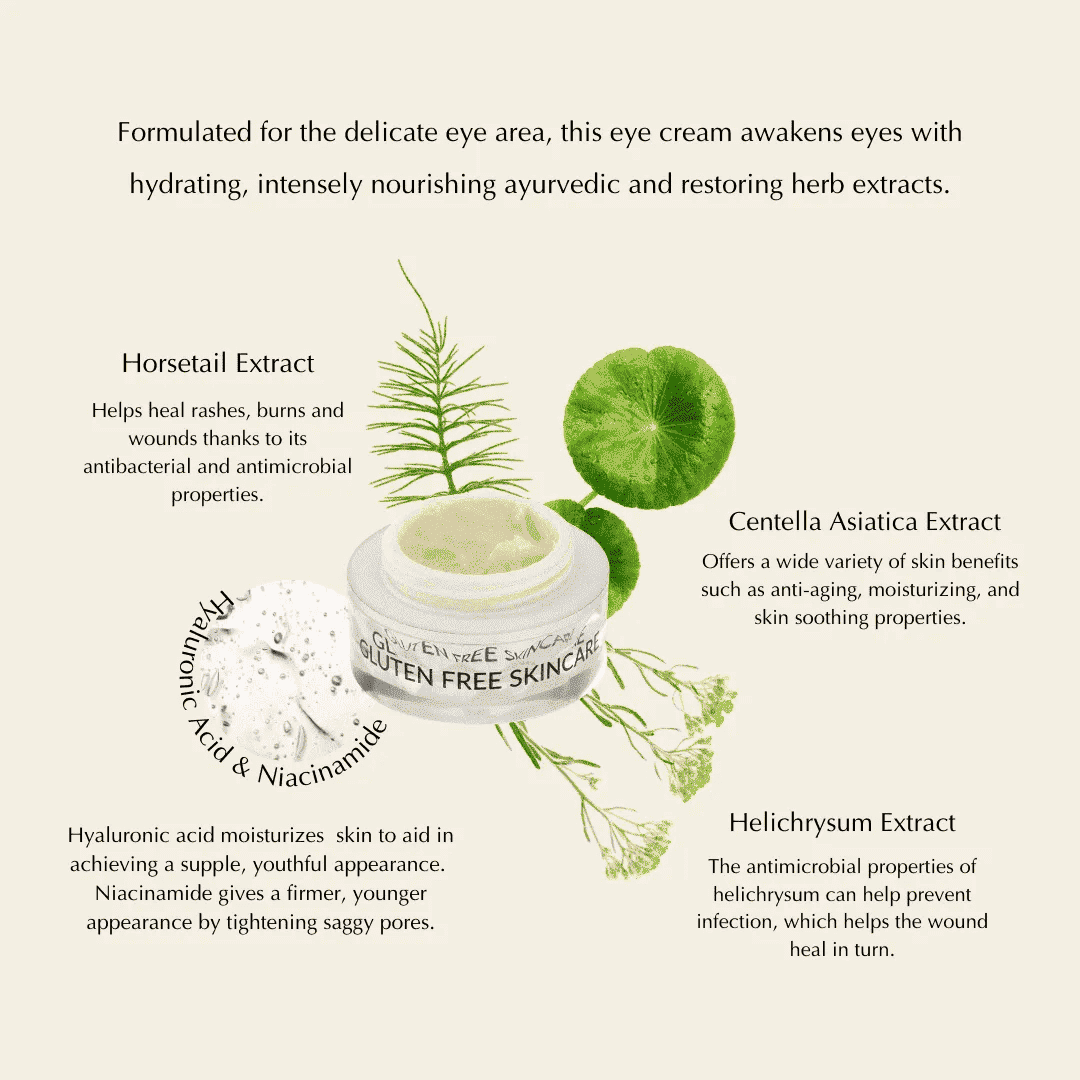 Formulated for the delicate eye area, this eye cream awakens eyes with
hydrating, intensely nourishing ayurvedic and restoring herb extracts.
Horsetail Extract
Helps heal rashes, burns and
wounds thanks to its
antibacterial and antimicrobial
properties.
Centella Asiatica Extract
Offers a wide variety of skin benefits
such as anti-aging, moisturizing, and
skin soothing properties.
GLUTEN FREE SKINCARE
GLUTEN FREE SKINCARE
Hyaluronic Acid & Niacinamide
Hyaluronic acid moisturizes  skin to aid in
achieving a supple, youthful appearance.
Niacinamide gives a firmer, younger
appearance by tightening saggy pores.
Helichrysum Extract
The antimicrobial properties of
helichrysum can help prevent
infection, which helps the wound
heal in turn.